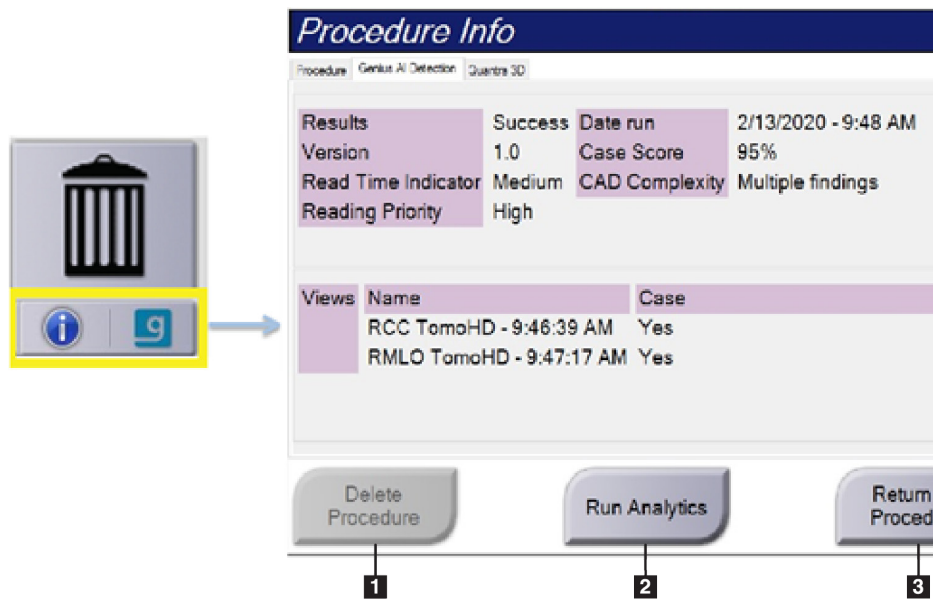 Procedure Info
Procedure Genius AI Detection Quantra 3D
Results Success Date run 2/13/2020 - 9:48 AM
Version 1.0 Case Score 95%
Read Time Indicator Medium CAD Complexity Multiple findings
Reading Priority High
i g
Views Name Case
RCC TomoHD - 9:46:39 AM Yes
RMLO TomoHD - 9:47:17 AM Yes
Delete
Procedure
Run Analytics
Return
Proced
1 2 3